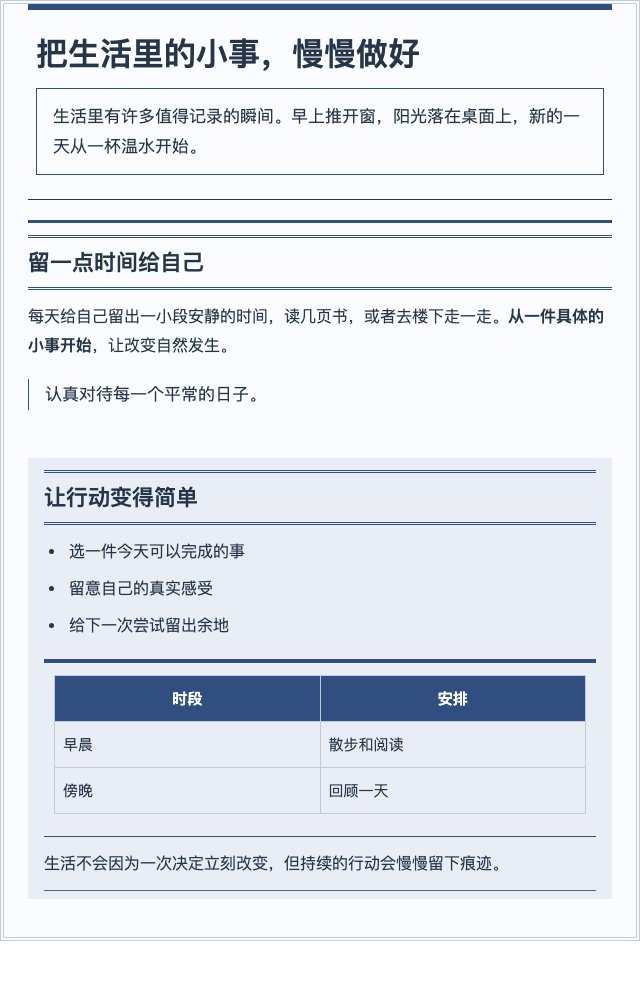 把生活里的小事，慢慢做好
生活里有许多值得记录的瞬间。早上推开窗，阳光落在桌面上，新的一
天从一杯温水开始。
留一点时间给自己
每天给自己留出一小段安静的时间，读几页书，或者去楼下走一走。从一件具体的
小事开始，让改变自然发生。
认真对待每一个平常的日子。
让行动变得简单
• 选一件今天可以完成的事
• 留意自己的真实感受
• 给下一次尝试留出余地
时段 安排
早晨 散步和阅读
傍晚 回顾一天
生活不会因为一次决定立刻改变，但持续的行动会慢慢留下痕迹。